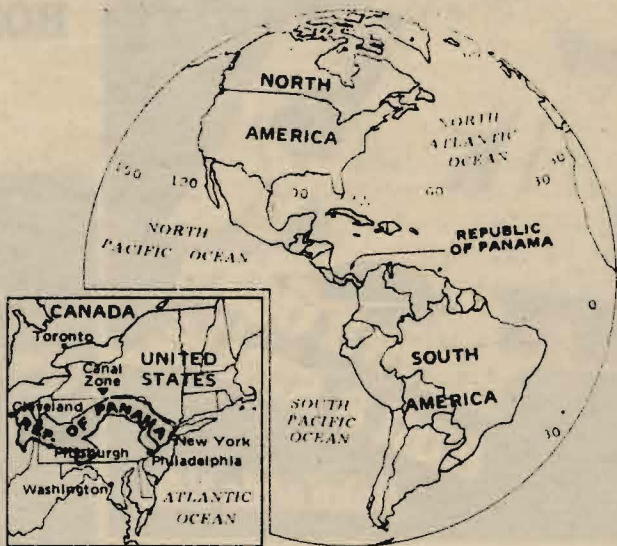 NORTH
AMERICA
NORTH
ATLANTIC
OCEAN
150 120 90 60 30
NORTH
PACIFIC OCEAN
REPUBLIC
OF PANAMA
0
SOUTH
AMERICA
SOUTH
PACIFIC
OCEAN
30
CANADA
Toronto
UNITED
STATES
Canal
Zone
Cleveland
REP. OF PANAMA
Pittsburgh
New York
Philadelphia
Washington
ATLANTIC
OCEAN